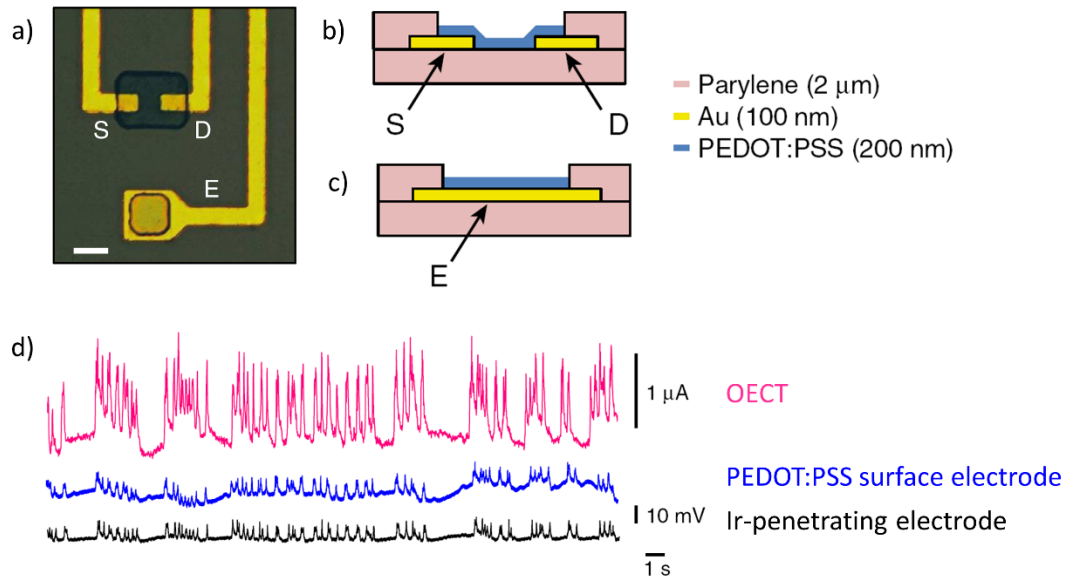 a)
S
D
E
b)
S
D
c)
E
Parylene (2 μm)
Au (100 nm)
PEDOT:PSS (200 nm)
d)
1 μA
OECT
PEDOT:PSS surface electrode
10 mV
Ir-penetrating electrode
1 s